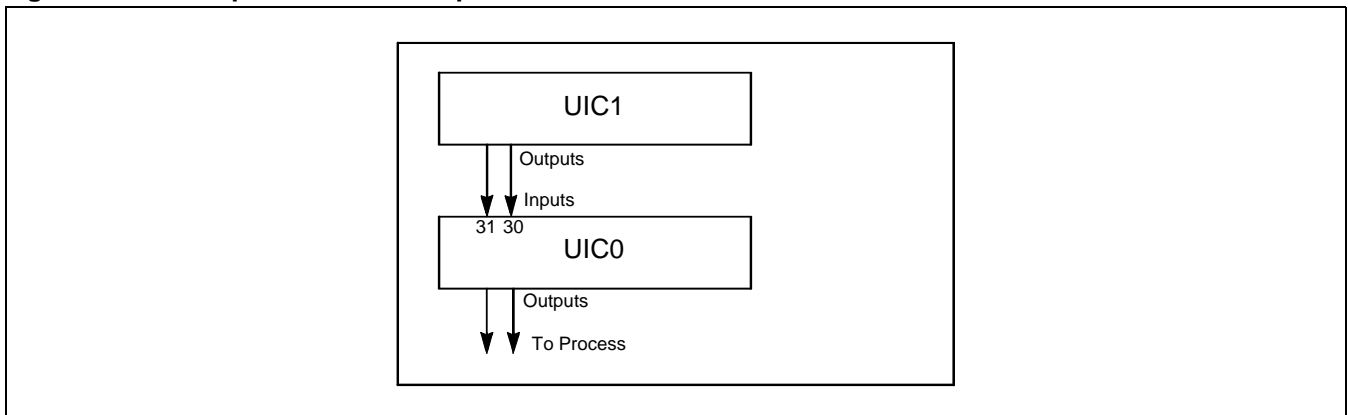 UIC1
Outputs
Inputs
31 30
UIC0
Outputs
To Process